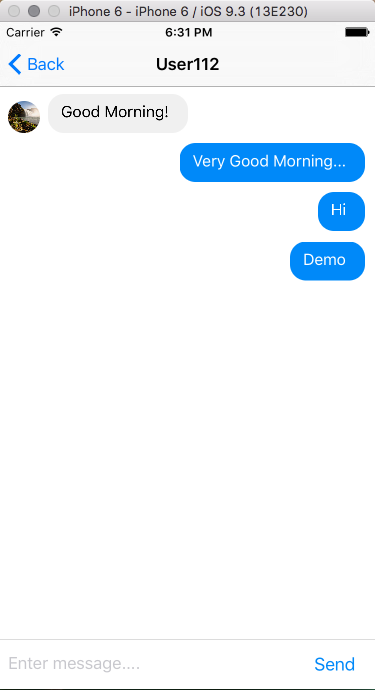 iPhone 6 - iPhone 6 / iOS 9.3 (13E230)
Carrier 6:31 PM
Back User112
Good Morning!
Very Good Morning...
Hi
Demo
Enter message.... Send